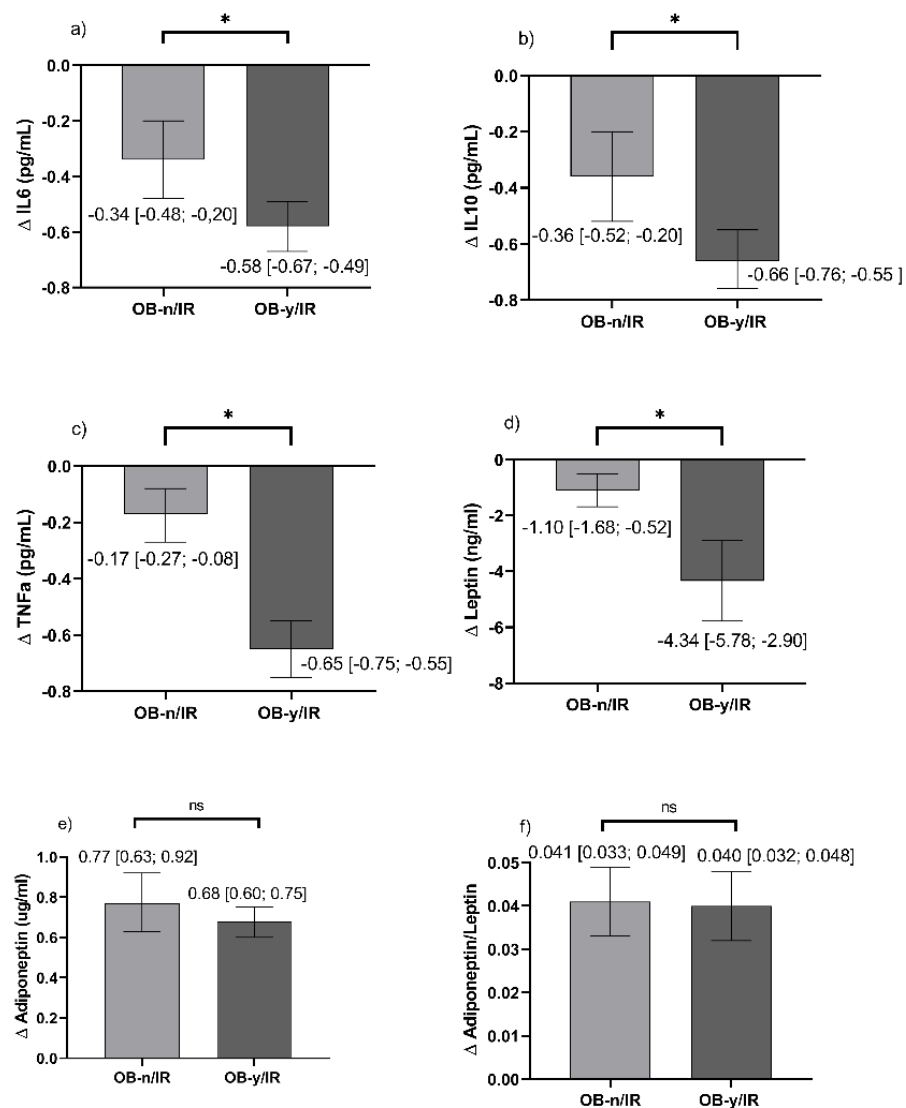 a)
*
Δ IL6 (pg/mL)
0.0
-0.2
-0.4
-0.6
-0.8
-0.34 [-0.48; -0,20]
-0.58 [-0.67; -0.49]
OB-n/IR
OB-y/IR
b)
*
Δ IL10 (pg/mL)
0.0
-0.2
-0.4
-0.6
-0.8
-0.36 [-0.52; -0.20]
-0.66 [-0.76; -0.55 ]
OB-n/IR
OB-y/IR
c)
*
Δ TNFa (pg/mL)
0.0
-0.2
-0.4
-0.6
-0.8
-0.17 [-0.27; -0.08]
-0.65 [-0.75; -0.55]
OB-n/IR
OB-y/IR
d)
*
Δ Leptin (ng/ml)
0
-2
-4
-6
-8
-1.10 [-1.68; -0.52]
-4.34 [-5.78; -2.90]
OB-n/IR
OB-y/IR
e)
ns
Δ Adiponeptin (ug/ml)
1.0
0.8
0.6
0.4
0.2
0.0
0.77 [0.63; 0.92]
0.68 [0.60; 0.75]
OB-n/IR
OB-y/IR
f)
ns
Δ Adiponeptin/Leptin
0.05
0.04
0.03
0.02
0.01
0.00
0.041 [0.033; 0.049]
0.040 [0.032; 0.048]
OB-n/IR
OB-y/IR